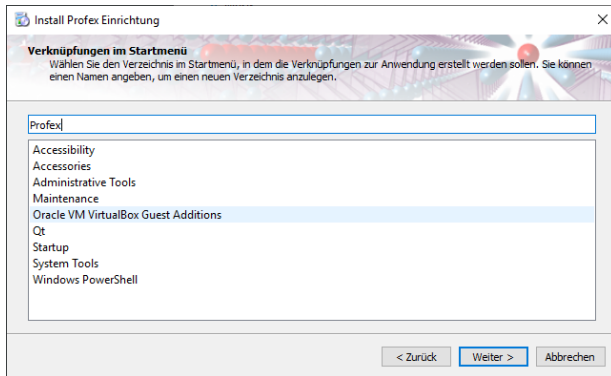 Install Profex Einrichtung
Verknüpfungen im Startmenü
Wählen Sie den Verzeichnis im Startmenü, in dem die Verknüpfungen zur Anwendung erstellt werden sollen. Sie können
einen Namen angeben, um einen neuen Verzeichnis anzulegen.
Profex
Accessibility
Accessories
Administrative Tools
Maintenance
Oracle VM VirtualBox Guest Additions
Qt
Startup
System Tools
Windows PowerShell
< Zurück Weiter > Abbrechen